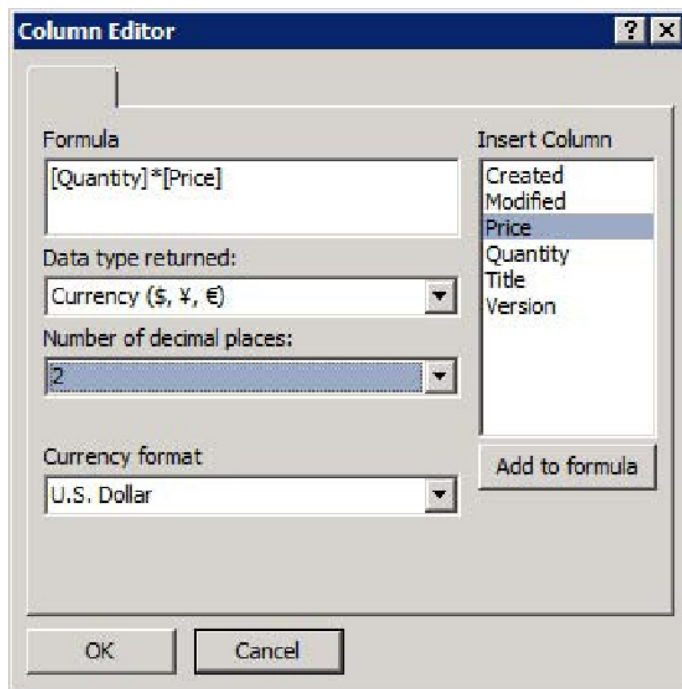 Column Editor
Formula
[Quantity]*[Price]
Data type returned:
Currency ($, ¥, €)
Number of decimal places:
2
Currency format
U.S. Dollar
Insert Column
Created
Modified
Price
Quantity
Title
Version
Add to formula
OK
Cancel